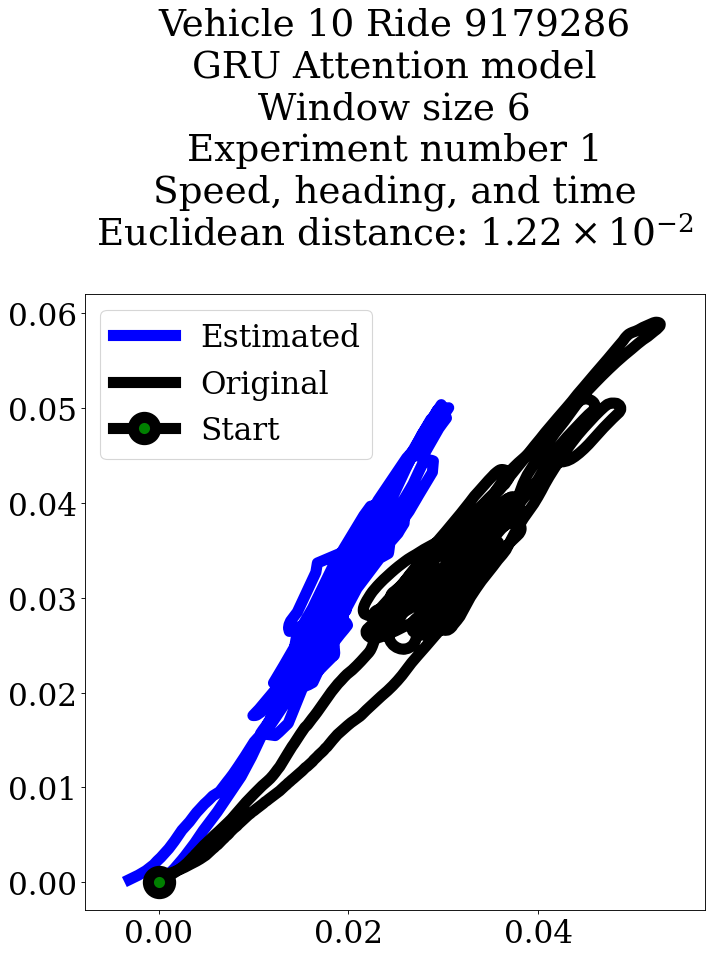 Vehicle 10 Ride 9179286
GRU Attention model
Window size 6
Experiment number 1
Speed, heading, and time
Euclidean distance: 1.22 × 10⁻²
0.06
0.05
0.04
0.03
0.02
0.01
0.00
Estimated
Original
Start
0.00 0.02 0.04